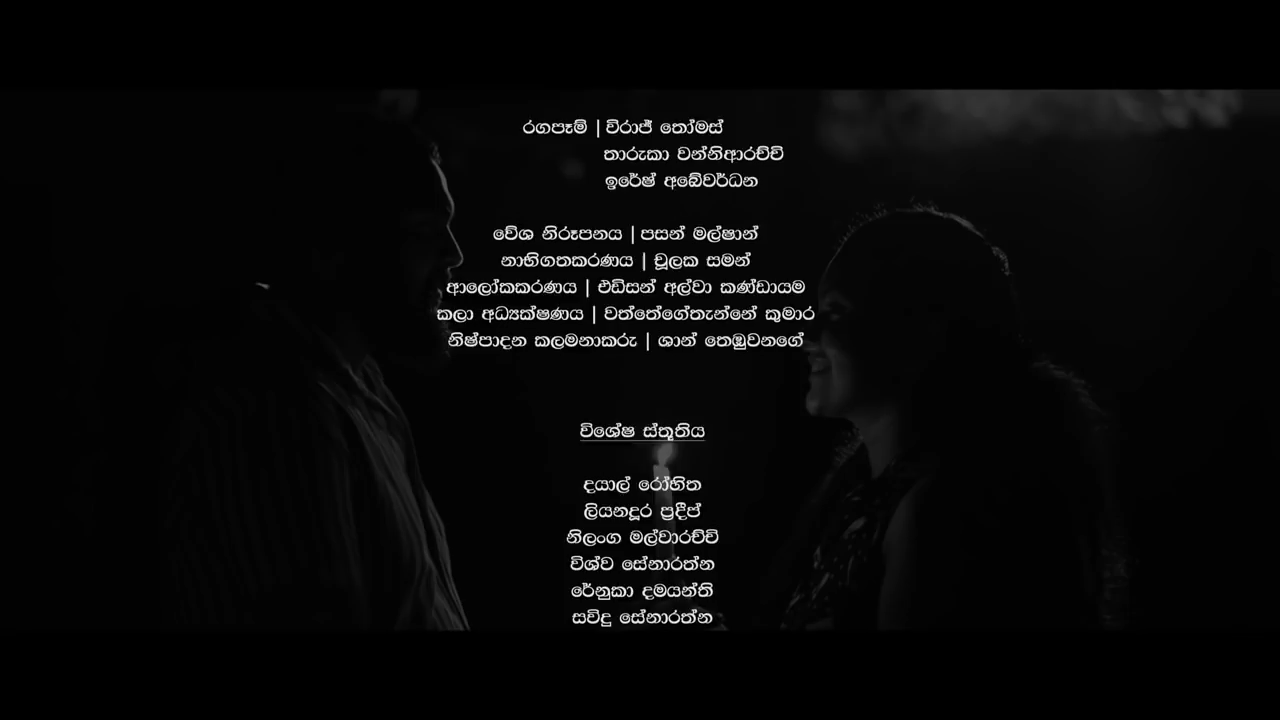 රගපෑම් | විරාජ් තෝමස්
තාරුකා වන්නිආරච්චි
ඉරේෂ් අබේවර්ධන
වේශ නිරූපනය | පසන් මල්ෂාන්
නාභිගතකරණය | චූලක සමන්
ආලෝකකරණය | එඩිසන් අල්වා කණ්ඩායම
කලා අධ්‍යක්ෂණය | වත්තේගේතැන්නේ කුමාර
නිෂ්පාදන කලමනාකරු | ශාන් තෙඹුවනගේ
විශේෂ ස්තූතිය
දයාල් රෝහිත
ලියනදූර ප්‍රදීප්
නිලංග මල්වාරච්චි
විශ්ව සේනාරත්න
රේනුකා දමයන්ති
සවිදු සේනාරත්න